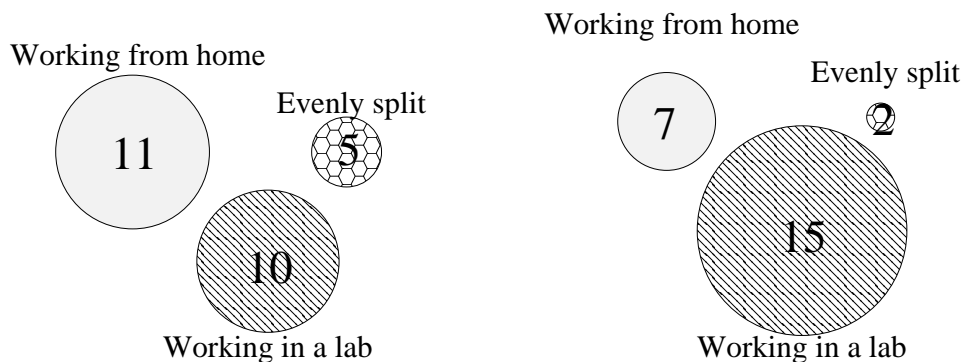 Working from home
11
Evenly split
5
10
Working in a lab
Working from home
7
Evenly split
2
15
Working in a lab